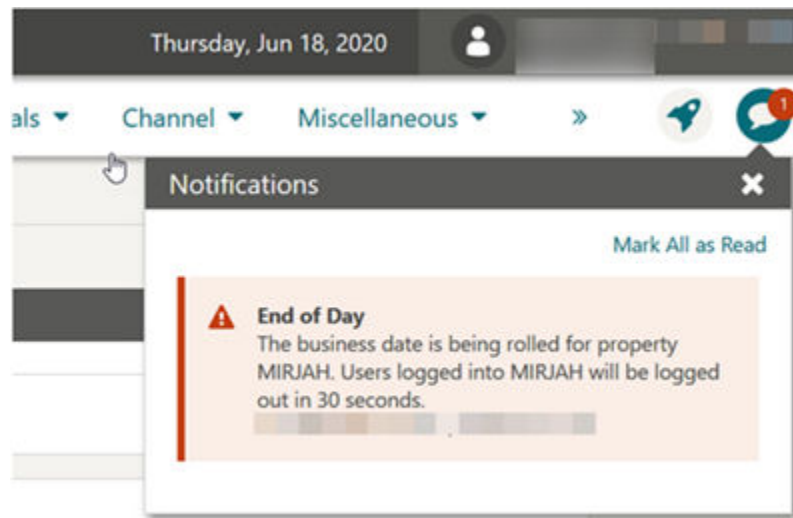 Thursday, Jun 18, 2020
als Channel Miscellaneous » 1
Notifications
Mark All as Read
End of Day
The business date is being rolled for property
MIRJAH. Users logged into MIRJAH will be logged
out in 30 seconds.